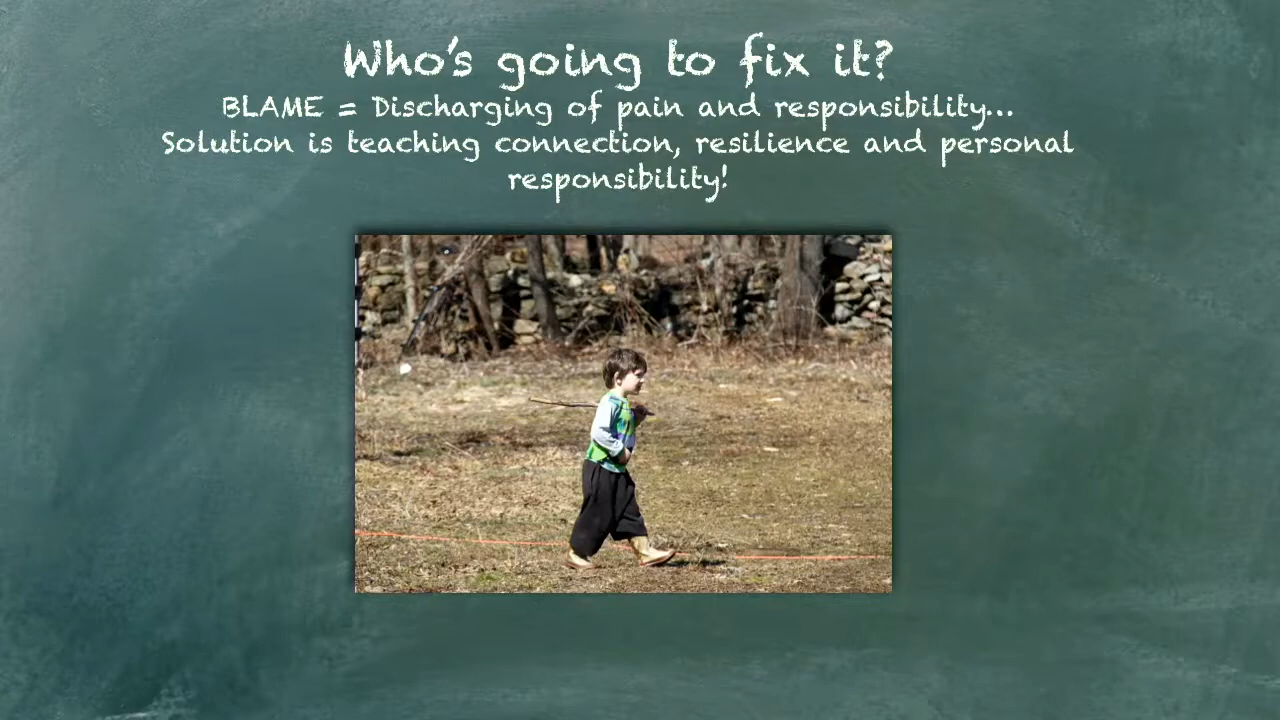 Who's going to fix it?
BLAME = Discharging of pain and responsibility...
Solution is teaching connection, resilience and personal
responsibility!